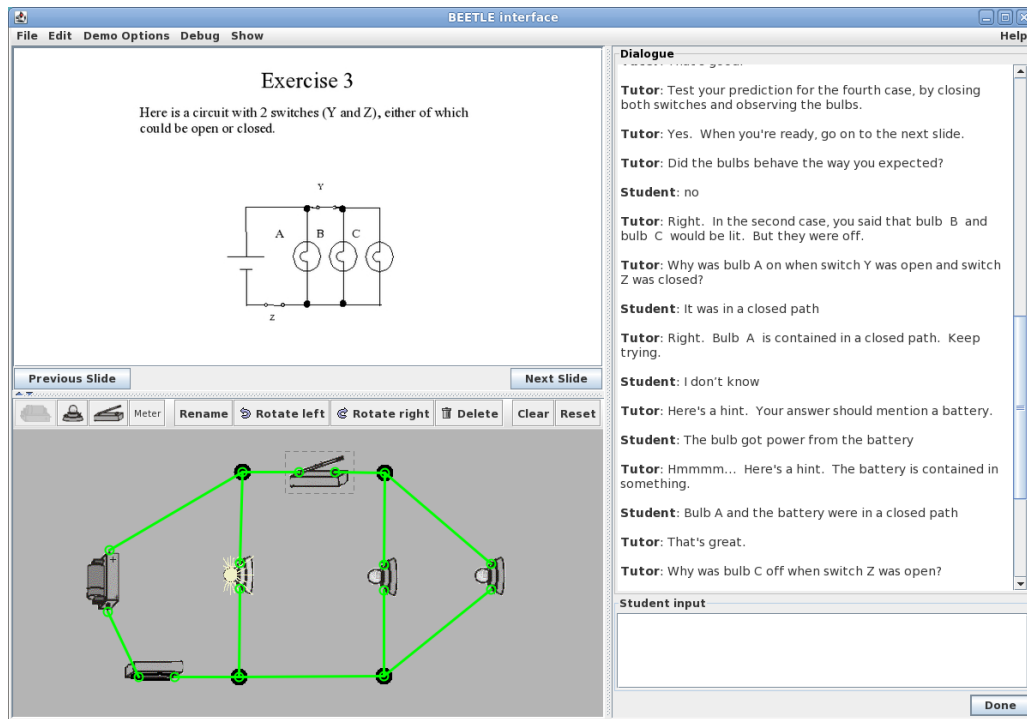 BEETLE interface
File Edit Demo Options Debug Show
Help
Exercise 3
Here is a circuit with 2 switches (Y and Z), either of which
could be open or closed.
Y
A B C
Z
Previous Slide
Next Slide
Meter
Rename
Rotate left
Rotate right
Delete
Clear
Reset
+
Dialogue
Tutor: Test your prediction for the fourth case, by closing
both switches and observing the bulbs.
Tutor: Yes. When you're ready, go on to the next slide.
Tutor: Did the bulbs behave the way you expected?
Student: no
Tutor: Right. In the second case, you said that bulb B and
bulb C would be lit. But they were off.
Tutor: Why was bulb A on when switch Y was open and switch
Z was closed?
Student: It was in a closed path
Tutor: Right. Bulb A is contained in a closed path. Keep
trying.
Student: I don't know
Tutor: Here's a hint. Your answer should mention a battery.
Student: The bulb got power from the battery
Tutor: Hmmmm... Here's a hint. The battery is contained in
something.
Student: Bulb A and the battery were in a closed path
Tutor: That's great.
Tutor: Why was bulb C off when switch Z was open?
Student input
Done